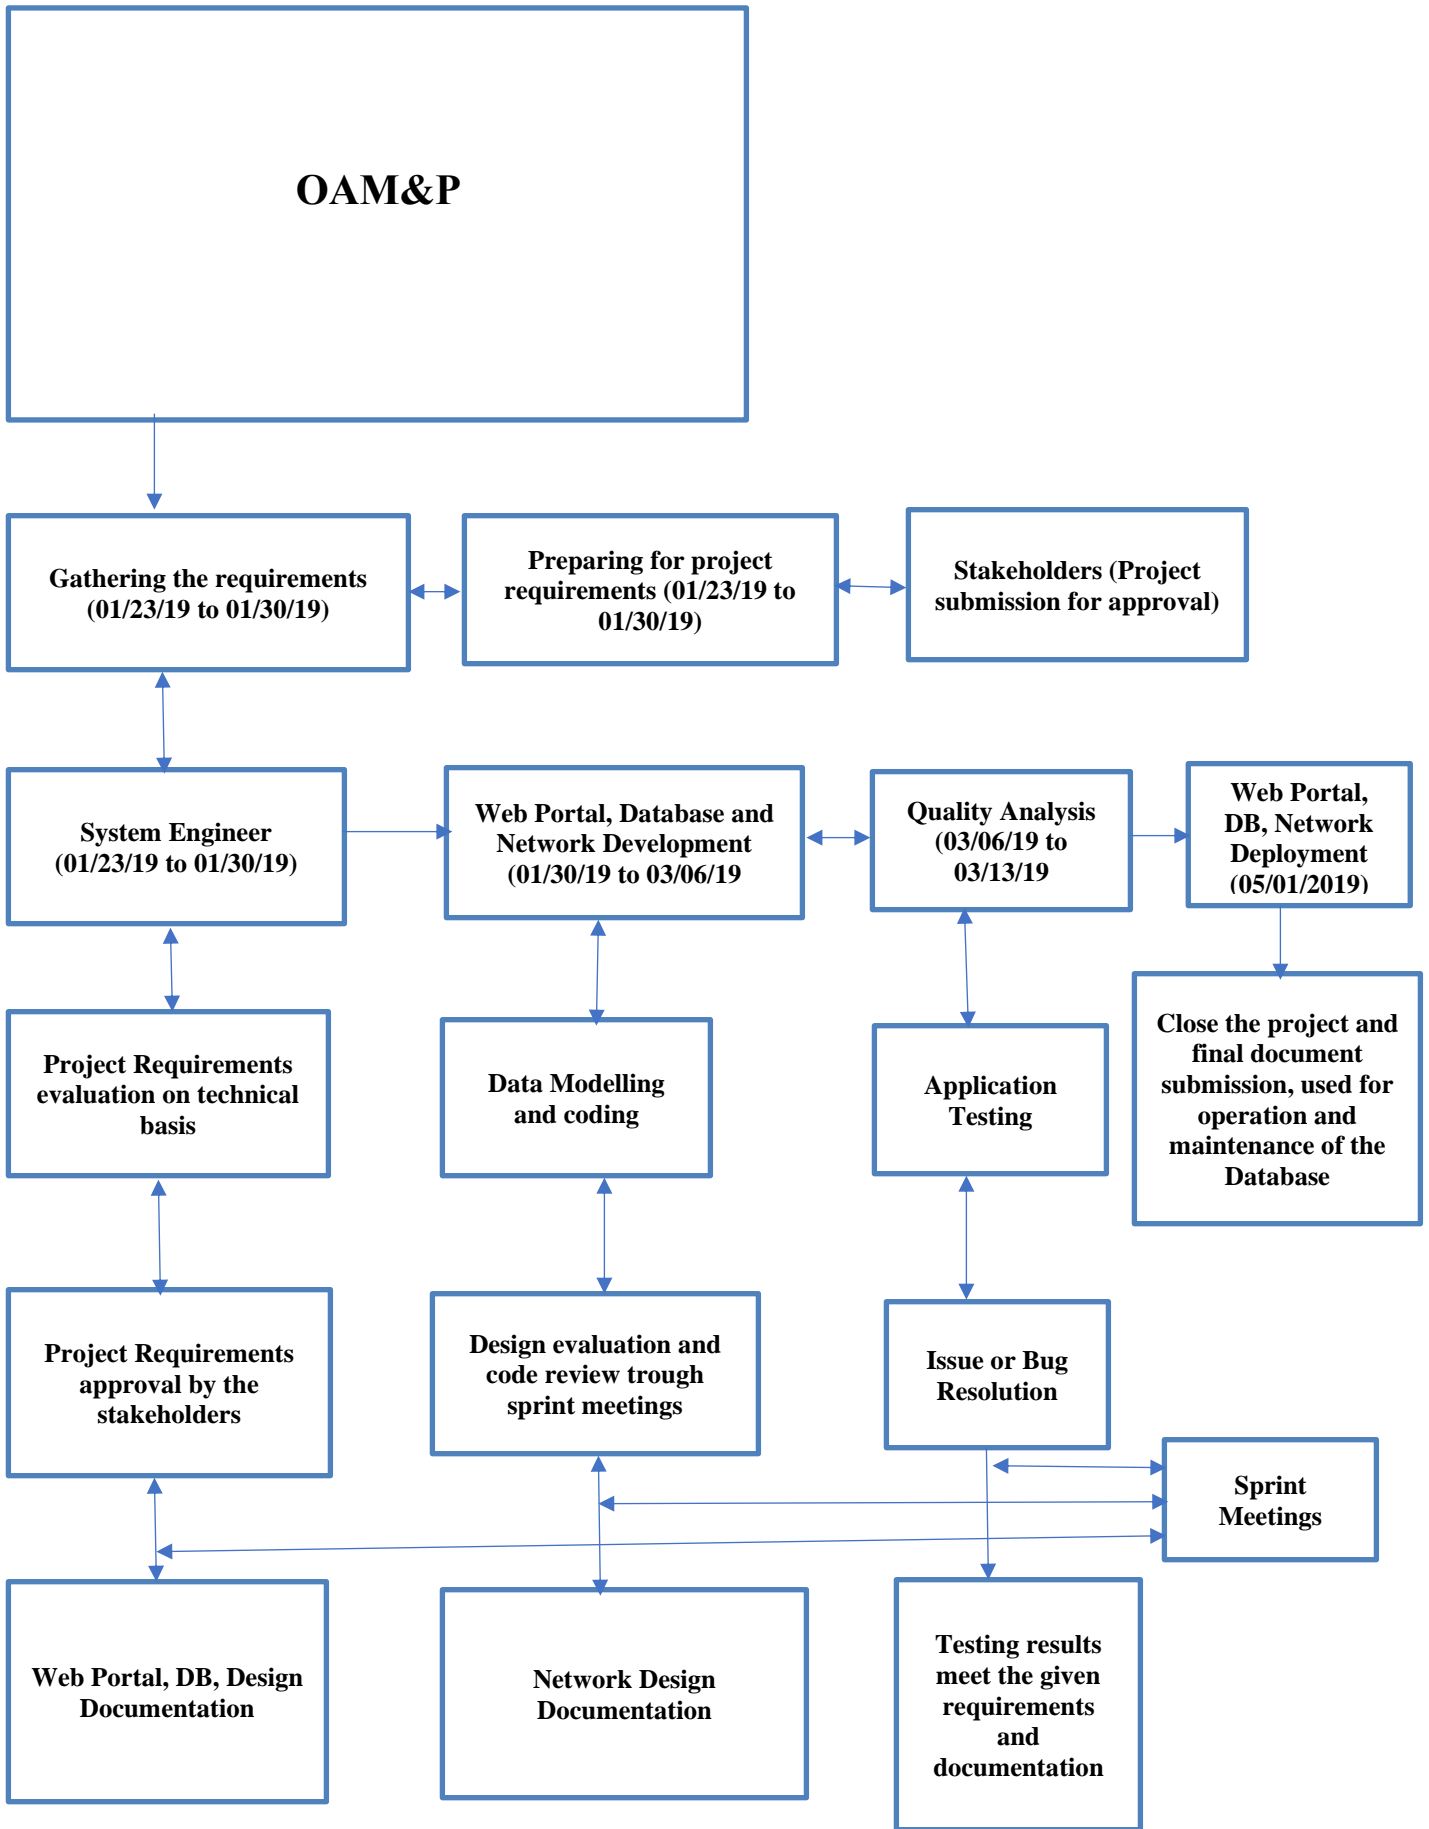 OAM&P
Gathering the requirements
(01/23/19 to 01/30/19)
Preparing for project
requirements (01/23/19 to
01/30/19)
Stakeholders (Project
submission for approval)
System Engineer
(01/23/19 to 01/30/19)
Web Portal, Database and
Network Development
(01/30/19 to 03/06/19
Quality Analysis
(03/06/19 to
03/13/19
Web Portal,
DB, Network
Deployment
(05/01/2019)
Project Requirements
evaluation on technical
basis
Data Modelling
and coding
Application
Testing
Close the project and
final document
submission, used for
operation and
maintenance of the
Database
Project Requirements
approval by the
stakeholders
Design evaluation and
code review trough
sprint meetings
Issue or Bug
Resolution
Sprint
Meetings
Web Portal, DB, Design
Documentation
Network Design
Documentation
Testing results
meet the given
requirements
and
documentation